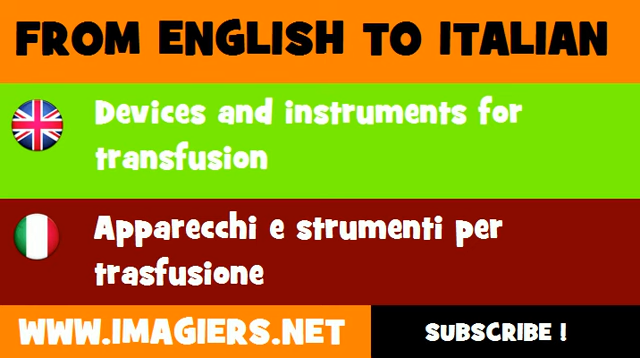 FROM ENGLISH TO ITALIAN
Devices and instruments for
transfusion
Apparecchi e strumenti per
trasfusione
WWW.IMAGIERS.NET
SUBSCRIBE !